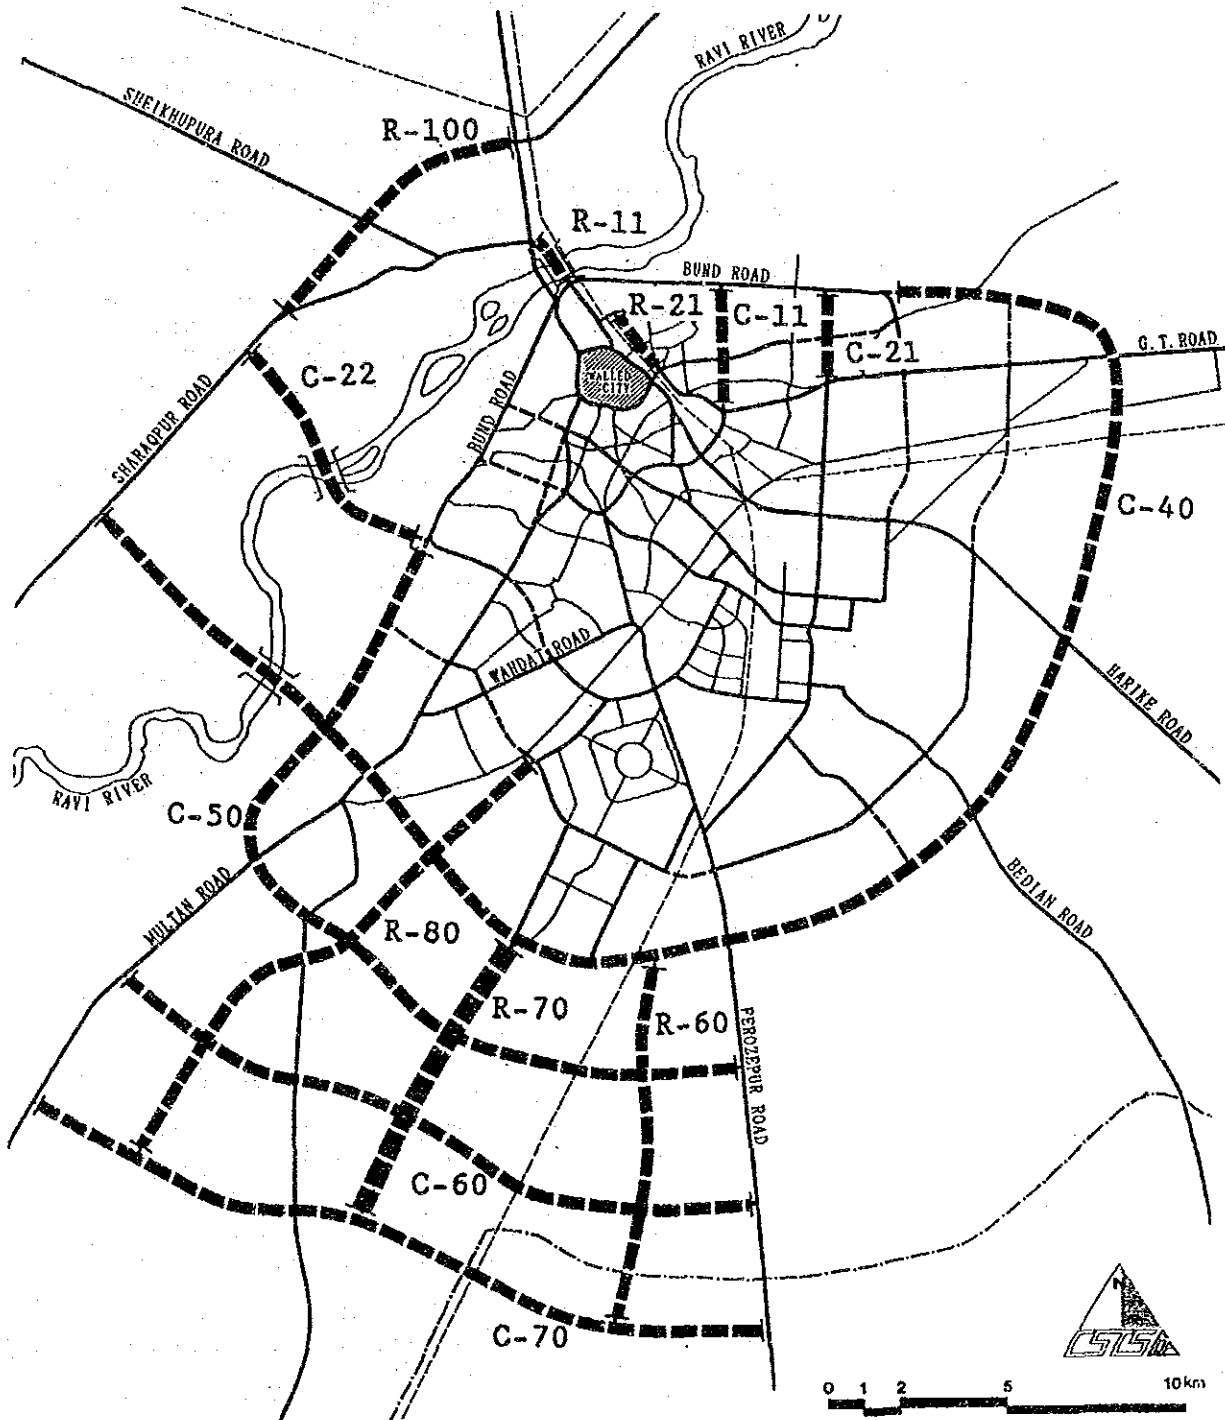 RAVI RIVER
SHEIKHUPURA ROAD
R-100
R-11
BUND ROAD
R-21
C-11
C-21
G.T. ROAD
WALLED
CITY
C-22
SHARAQPUR ROAD
BUND ROAD
C-40
WAHDAT ROAD
HARIKE ROAD
RAVI RIVER
C-50
MULTAN ROAD
BEDIAN ROAD
R-80
R-70
R-60
FEROZEPUR ROAD
C-60
C-70
N
0 1 2 5 10 km